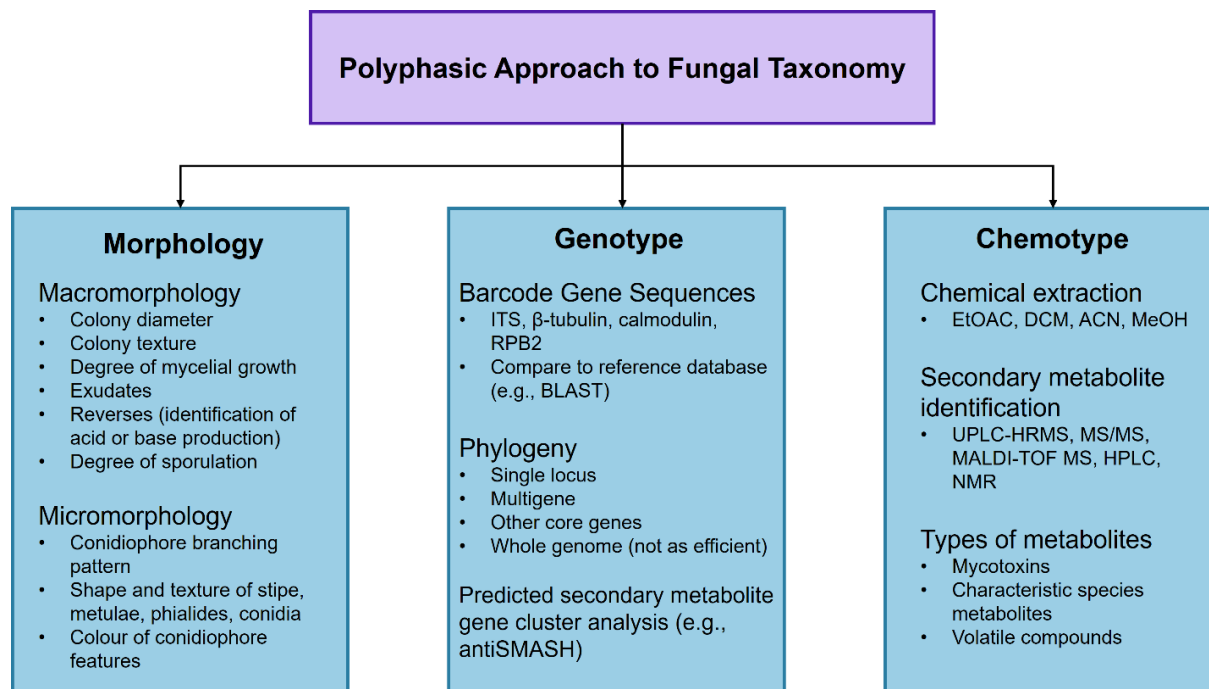 Polyphasic Approach to Fungal Taxonomy
Morphology
Macromorphology
• Colony diameter
• Colony texture
• Degree of mycelial growth
• Exudates
• Reverses (identification of
acid or base production)
• Degree of sporulation
Micromorphology
• Conidiophore branching
pattern
• Shape and texture of stipe,
metulae, phialides, conidia
• Colour of conidiophore
features
Genotype
Barcode Gene Sequences
• ITS, β-tubulin, calmodulin,
RPB2
• Compare to reference database
(e.g., BLAST)
Phylogeny
• Single locus
• Multigene
• Other core genes
• Whole genome (not as efficient)
Predicted secondary metabolite
gene cluster analysis (e.g.,
antiSMASH)
Chemotype
Chemical extraction
• EtOAC, DCM, ACN, MeOH
Secondary metabolite
identification
• UPLC-HRMS, MS/MS,
MALDI-TOF MS, HPLC,
NMR
Types of metabolites
• Mycotoxins
• Characteristic species
metabolites
• Volatile compounds